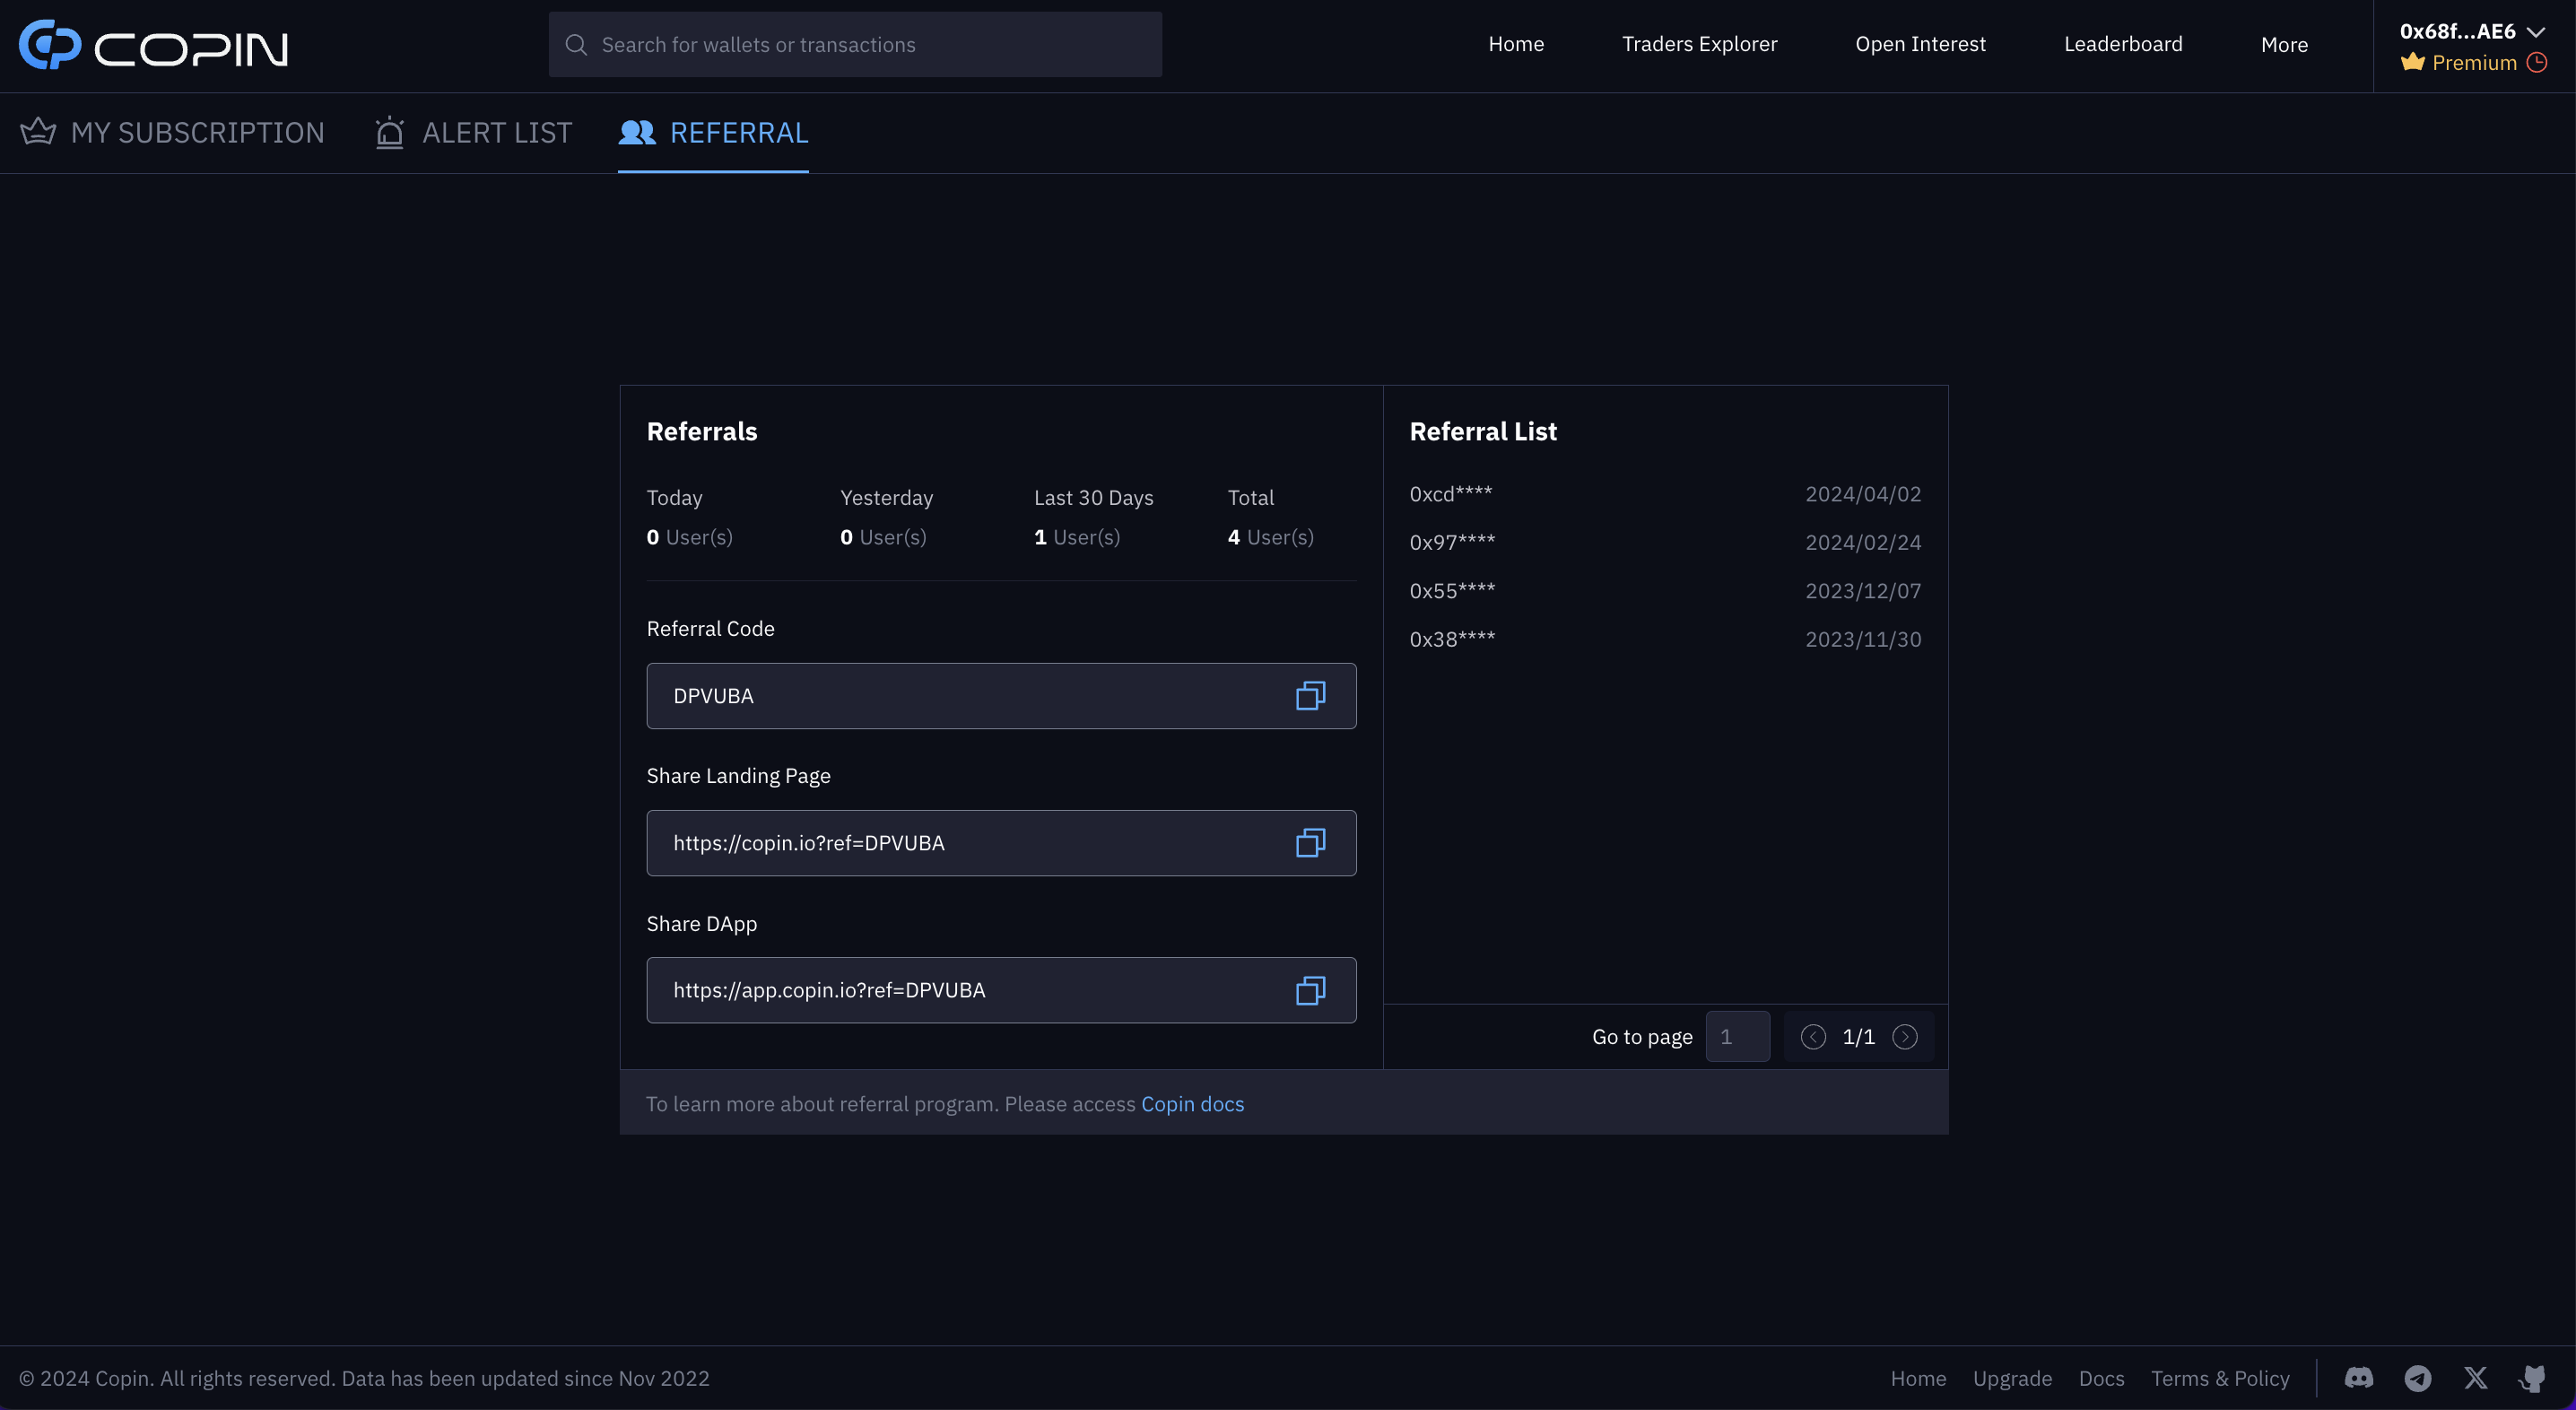 COPIN
Search for wallets or transactions
Home
Traders Explorer
Open Interest
Leaderboard
More
0x68f...AE6
Premium
MY SUBSCRIPTION
ALERT LIST
REFERRAL
Referrals
Today
Yesterday
Last 30 Days
Total
0 User(s)
0 User(s)
1 User(s)
4 User(s)
Referral Code
DPVUBA
Share Landing Page
https://copin.io?ref=DPVUBA
Share DApp
https://app.copin.io?ref=DPVUBA
Referral List
0xcd**** 2024/04/02
0x97**** 2024/02/24
0x55**** 2023/12/07
0x38**** 2023/11/30
Go to page 1 1/1
To learn more about referral program. Please access Copin docs
© 2024 Copin. All rights reserved. Data has been updated since Nov 2022
Home
Upgrade
Docs
Terms & Policy